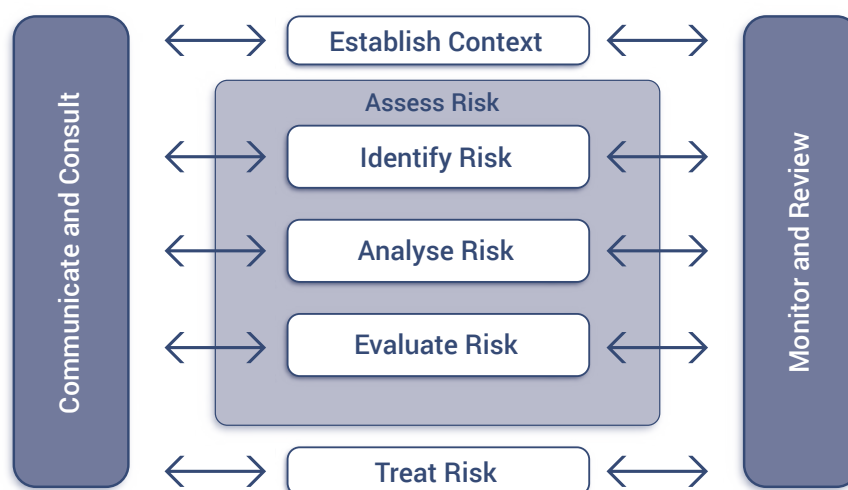 Communicate and Consult
Establish Context
Assess Risk
Identify Risk
Analyse Risk
Evaluate Risk
Treat Risk
Monitor and Review